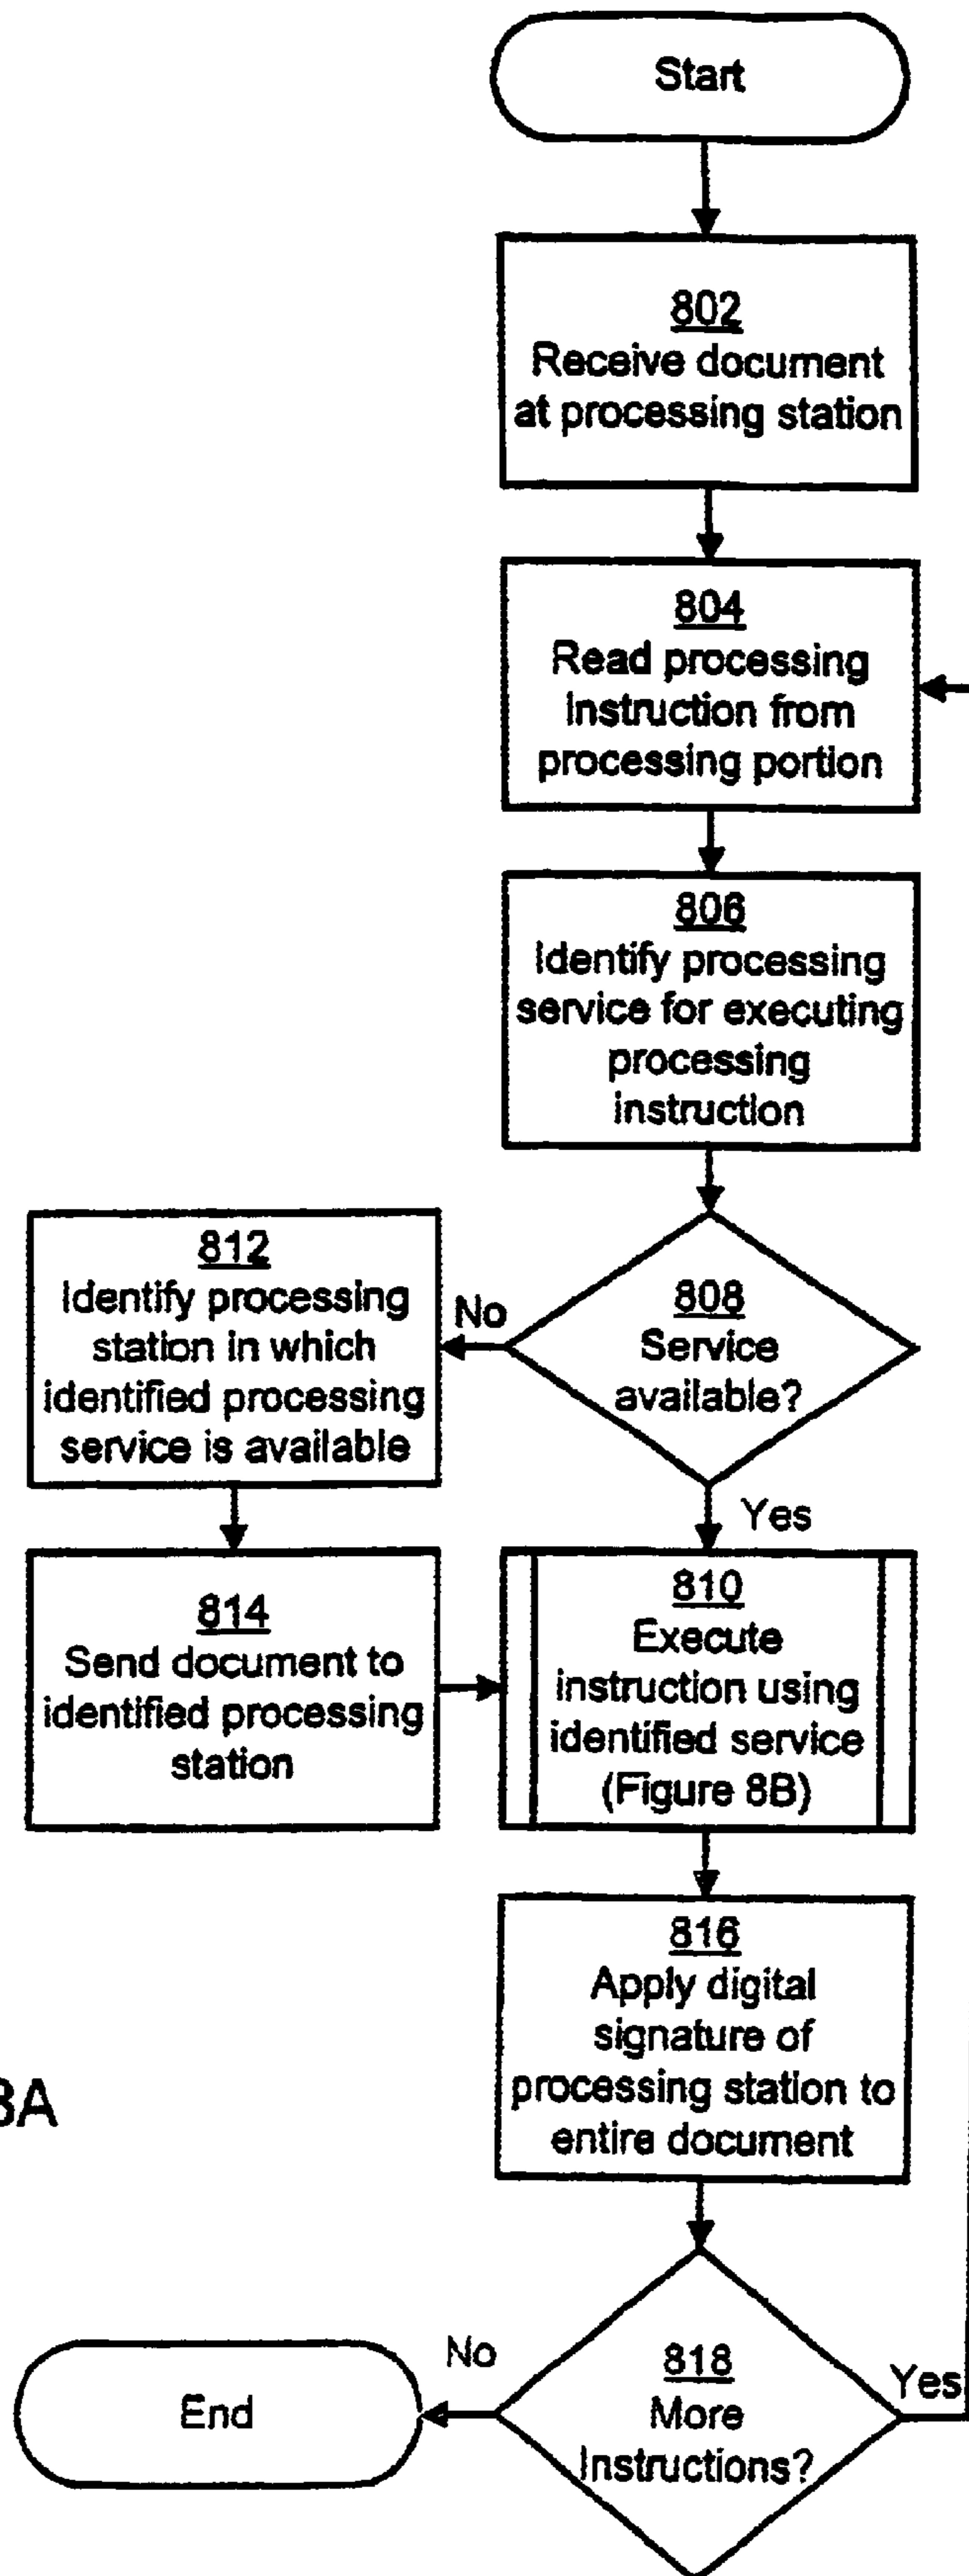 Start
802
Receive document
at processing station
804
Read processing
instruction from
processing portion
806
Identify processing
service for executing
processing
instruction
808
Service
available?
No
Yes
812
Identify processing
station in which
identified processing
service is available
814
Send document to
identified processing
station
810
Execute
instruction using
identified service
(Figure 8B)
816
Apply digital
signature of
processing station to
entire document
8A
818
More
Instructions?
No
Yes
End